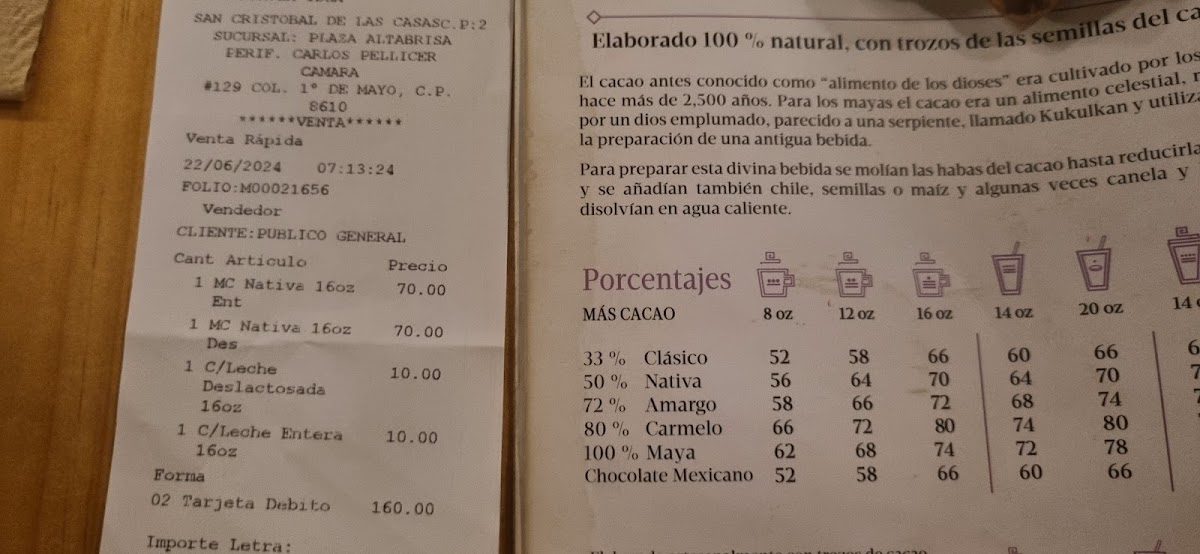 SAN CRISTOBAL DE LAS CASASC.P:2
SUCURSAL: PLAZA ALTABRISA
PERIF. CARLOS PELLICER
CAMARA
#129 COL. 1° DE MAYO, C.P.
8610
******VENTA******
Venta Rápida
22/06/2024 07:13:24
FOLIO:M00021656
Vendedor
CLIENTE:PUBLICO GENERAL
Cant Articulo Precio
1 MC Nativa 16oz 70.00
Ent
1 MC Nativa 16oz 70.00
Des
1 C/Leche 10.00
Deslactosada
16oz
1 C/Leche Entera 10.00
16oz
Forma
02 Tarjeta Debito 160.00
Importe Letra:
Elaborado 100 % natural, con trozos de las semillas del ca
El cacao antes conocido como “alimento de los dioses” era cultivado por los
hace más de 2,500 años. Para los mayas el cacao era un alimento celestial, r
por un dios emplumado, parecido a una serpiente, llamado Kukulkan y utiliza
la preparación de una antigua bebida.
Para preparar esta divina bebida se molían las habas del cacao hasta reducirla
y se añadían también chile, semillas o maíz y algunas veces canela y
disolvían en agua caliente.
Porcentajes
MÁS CACAO 8 oz 12 oz 16 oz 14 oz 20 oz 14
33 % Clásico 52 58 66 60 66 6
50 % Nativa 56 64 70 64 70 7
72 % Amargo 58 66 72 68 74 7
80 % Carmelo 66 72 80 74 80
100 % Maya 62 68 74 72 78
Chocolate Mexicano 52 58 66 60 66